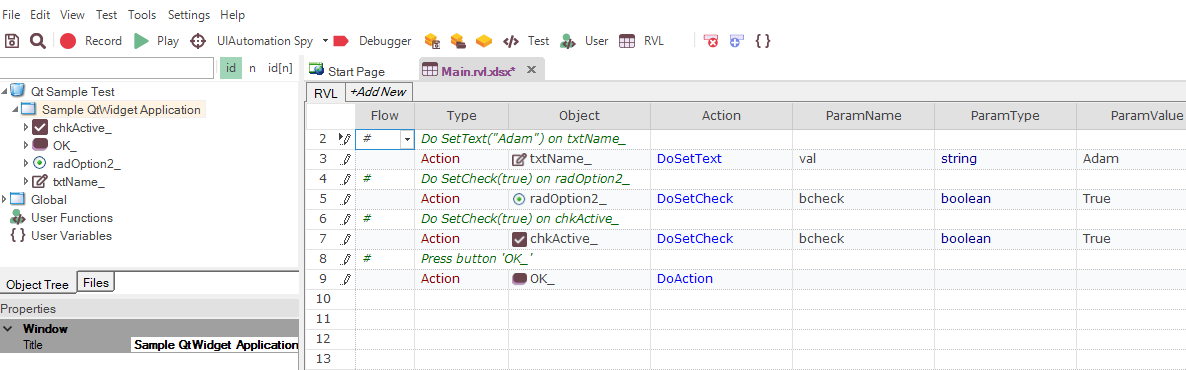 File Edit View Test Tools Settings Help
Record Play UIAutomation Spy Debugger Test User RVL { }
id n id[n] Start Page Main.rvl.xlsx*
RVL +Add New
Qt Sample Test
Sample QtWidget Application
chkActive_
OK_
radOption2_
txtName_
Global
User Functions
{ } User Variables
Object Tree Files
Properties
Window
Title Sample QtWidget Application
Flow Type Object Action ParamName ParamType ParamValue
2 # Do SetText("Adam") on txtName_
3 Action txtName_ DoSetText val string Adam
4 # Do SetCheck(true) on radOption2_
5 Action radOption2_ DoSetCheck bcheck boolean True
6 # Do SetCheck(true) on chkActive_
7 Action chkActive_ DoSetCheck bcheck boolean True
8 # Press button 'OK_'
9 Action OK_ DoAction
10
11
12
13